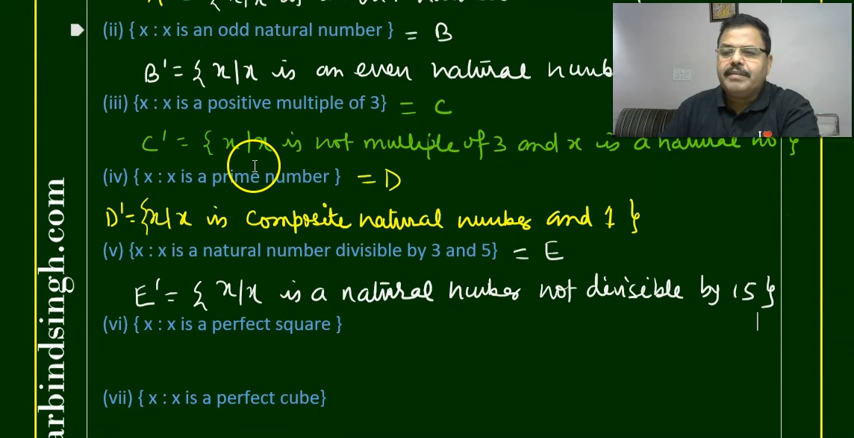 (ii) { x : x is an odd natural number } = B
B' = { x/x is an even natural numb
(iii) {x : x is a positive multiple of 3} = C
C' = { x/x is not multiple of 3 and x is a natural no }
(iv) { x : x is a prime number } = D
D' = {x/x is composite natural number and 1 }
(v) {x : x is a natural number divisible by 3 and 5} = E
E' = { x/x is a natural number not divisible by 15}
(vi) { x : x is a perfect square }
(vii) { x : x is a perfect cube}
arbindsingh.com